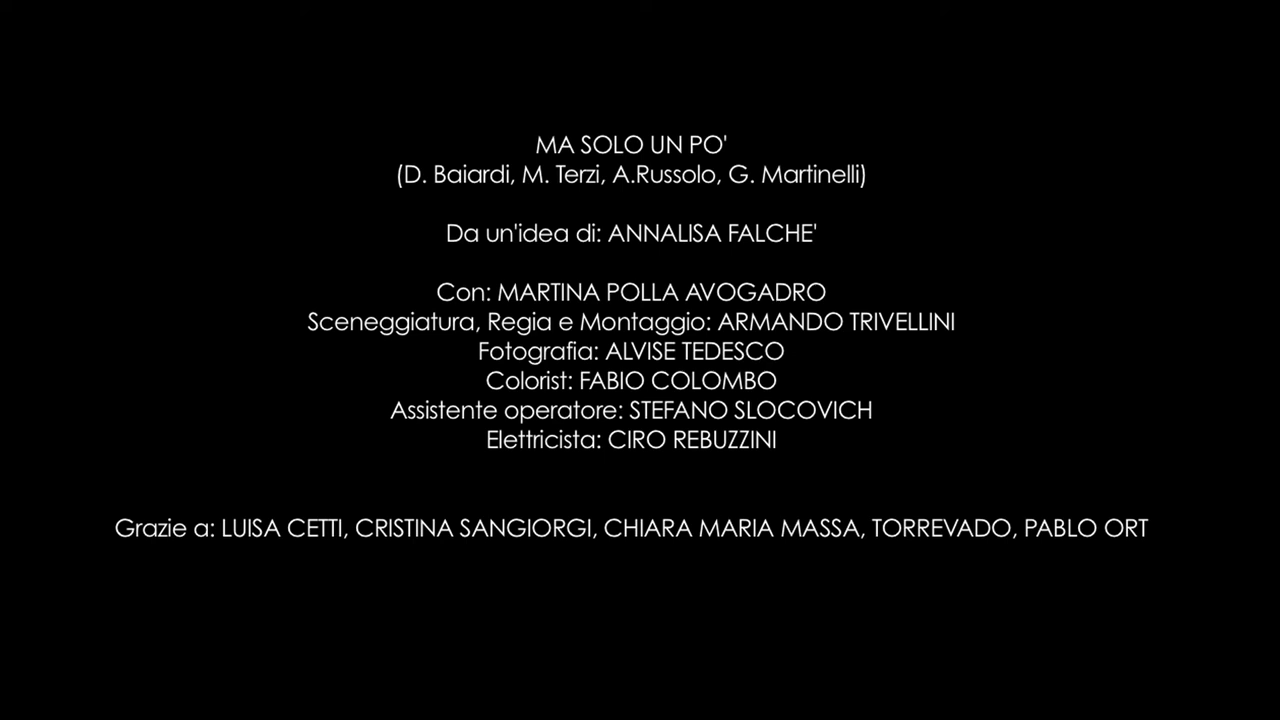 MA SOLO UN PO'
(D. Baiardi, M. Terzi, A.Russolo, G. Martinelli)
Da un'idea di: ANNALISA FALCHE'
Con: MARTINA POLLA AVOGADRO
Sceneggiatura, Regia e Montaggio: ARMANDO TRIVELLINI
Fotografia: ALVISE TEDESCO
Colorist: FABIO COLOMBO
Assistente operatore: STEFANO SLOCOVICH
Elettricista: CIRO REBUZZINI
Grazie a: LUISA CETTI, CRISTINA SANGIORGI, CHIARA MARIA MASSA, TORREVADO, PABLO ORT